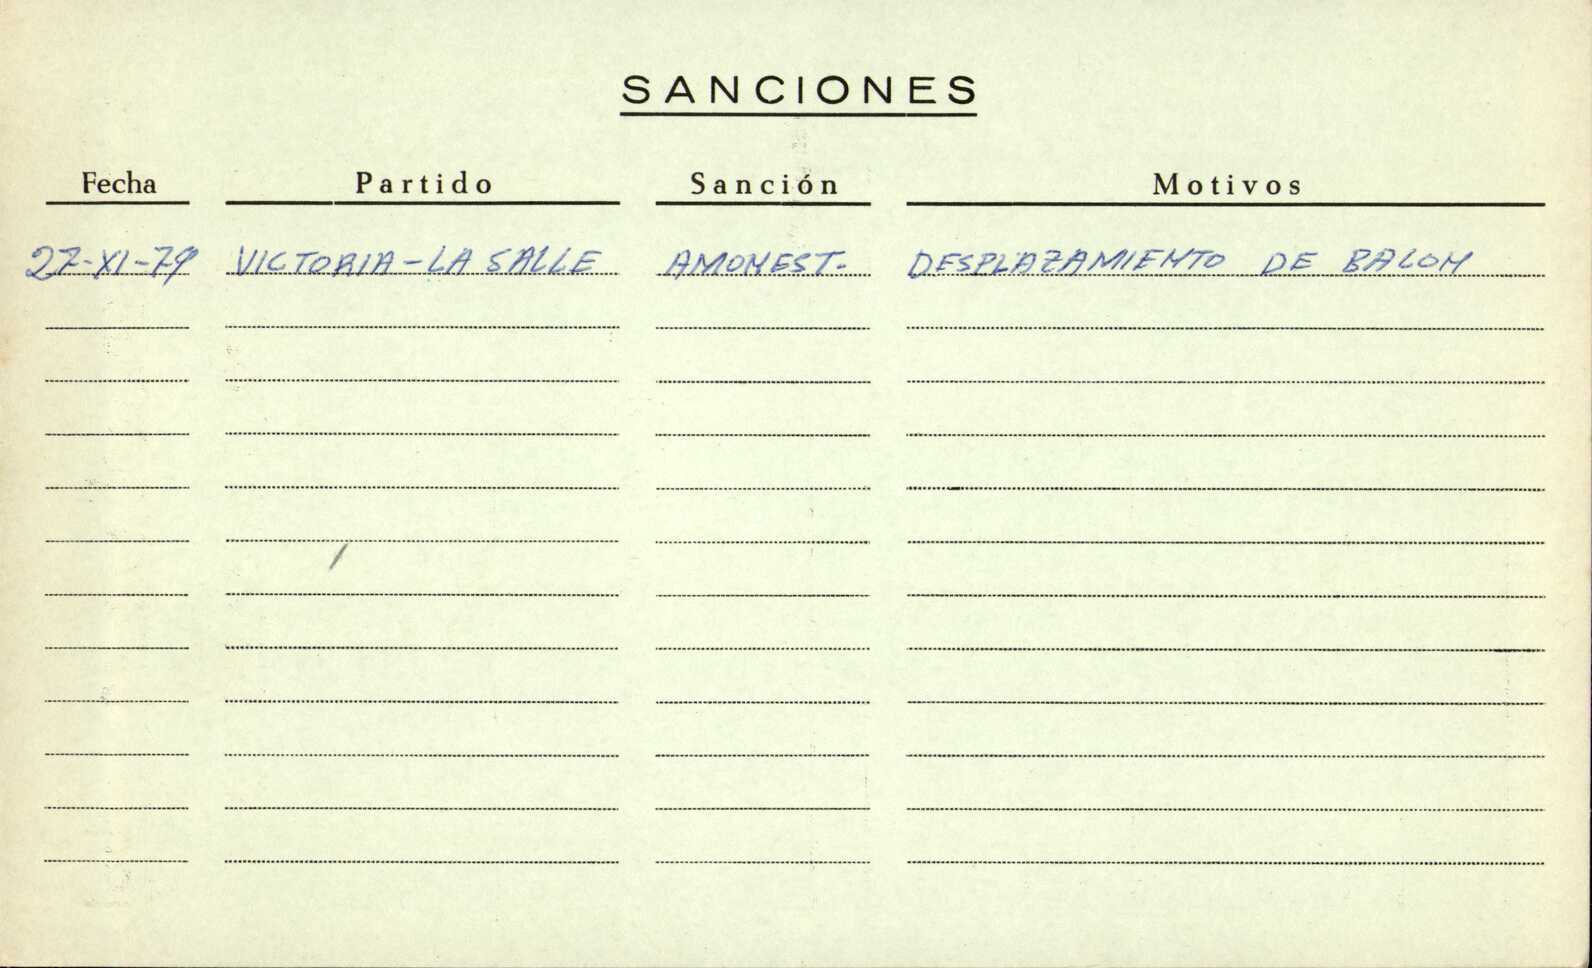 SANCIONES
Fecha Partido Sanción Motivos
27-XI-79 VICTORIA-LA SALLE AMONEST. DESPLAZAMIENTO DE BALON